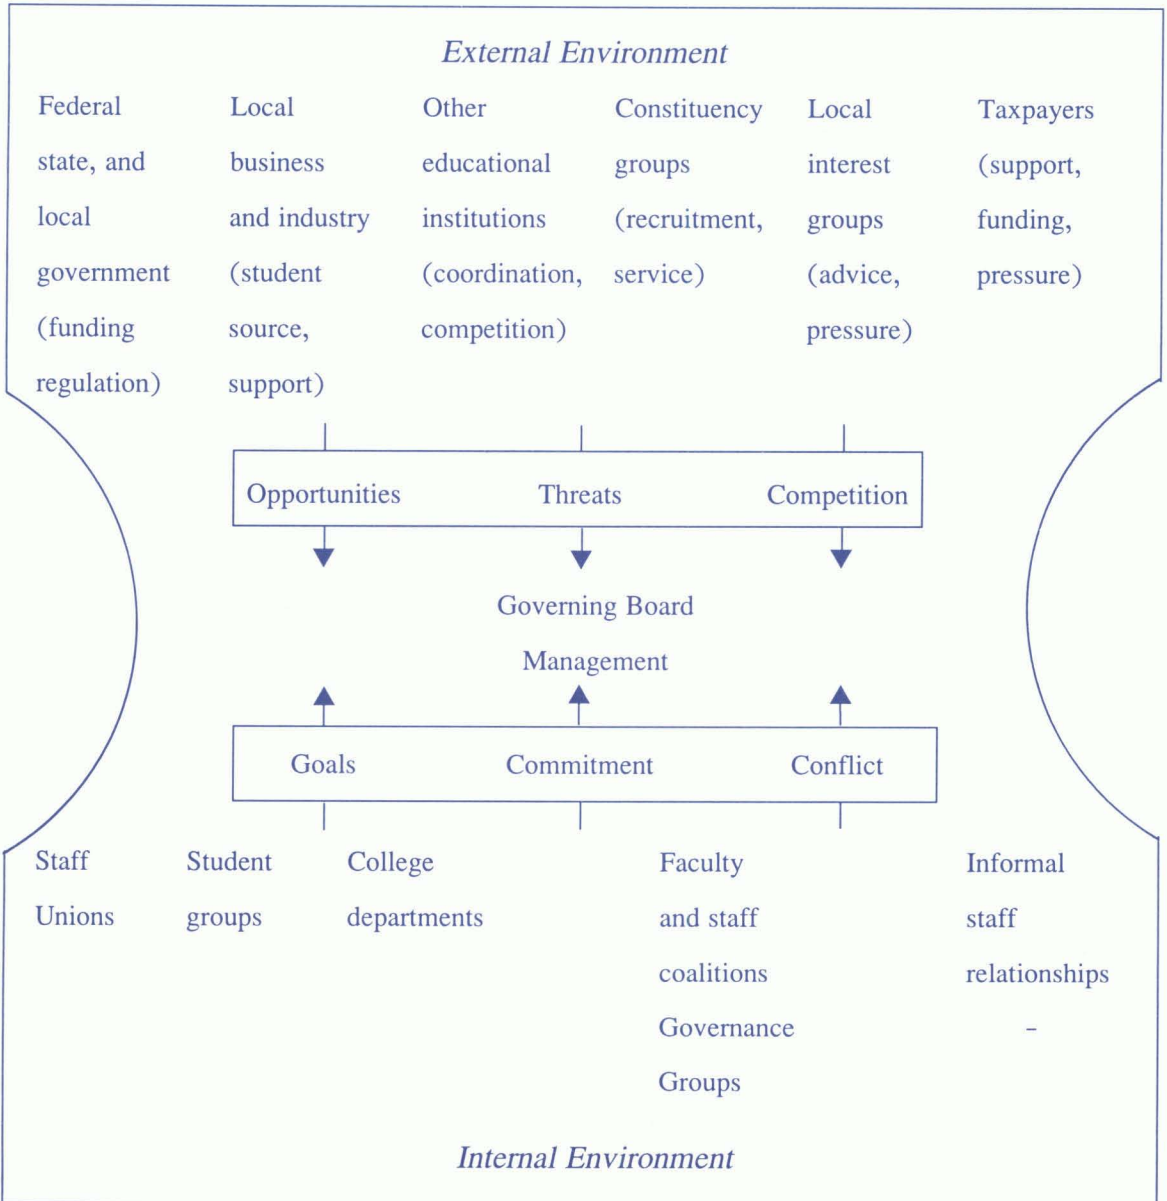 External Environment
Federal
state, and
local
government
(funding
regulation)
Local
business
and industry
(student
source,
support)
Other
educational
institutions
(coordination,
competition)
Constituency
groups
(recruitment,
service)
Local
interest
groups
(advice,
pressure)
Taxpayers
(support,
funding,
pressure)
Opportunities Threats Competition
Governing Board
Management
Goals Commitment Conflict
Staff
Unions
Student
groups
College
departments
Faculty
and staff
coalitions
Governance
Groups
Informal
staff
relationships
-
Internal Environment